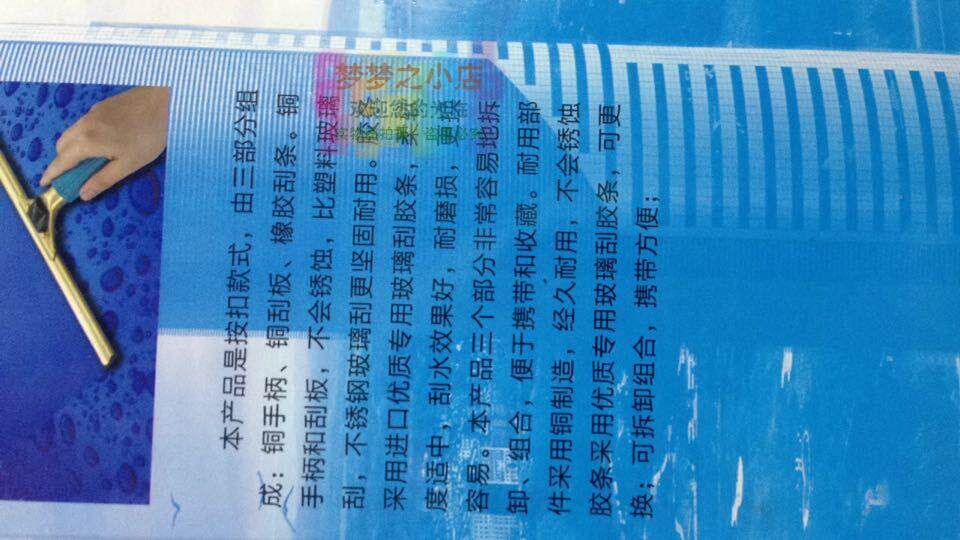 梦梦之小店
本产品是按扣款式，由三部分组
成：铜手柄、铜刮板、橡胶刮条。铜
手柄和刮板，不会锈蚀，比塑料玻璃
刮，不锈钢玻璃刮更坚固耐用。胶条
采用进口优质专用玻璃刮胶条，柔软
度适中，刮水效果好，耐磨损，更换
容易。本产品三个部分非常容易地拆
卸、组合，便于携带和收藏。耐用部
件采用铜制造，经久耐用，不会锈蚀
胶条采用优质专用玻璃刮胶条，可更
换；可拆卸组合，携带方便；